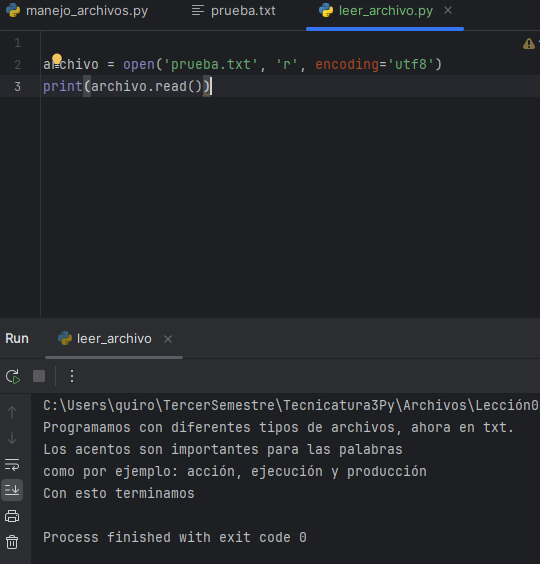 manejo_archivos.py prueba.txt leer_archivo.py
1
2 archivo = open('prueba.txt', 'r', encoding='utf8')
3 print(archivo.read())
Run leer_archivo
C:\Users\quiro\TercerSemestre\Tecnicatura3Py\Archivos\Lección0
Programamos con diferentes tipos de archivos, ahora en txt.
Los acentos son importantes para las palabras
como por ejemplo: acción, ejecución y producción
Con esto terminamos
Process finished with exit code 0